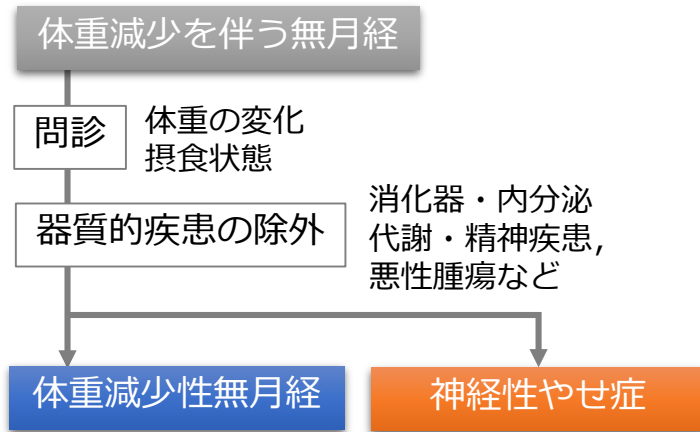 体重減少を伴う無月経
問診
体重の変化
摂食状態
器質的疾患の除外
消化器・内分泌
代謝・精神疾患,
悪性腫瘍など
体重減少性無月経
神経性やせ症